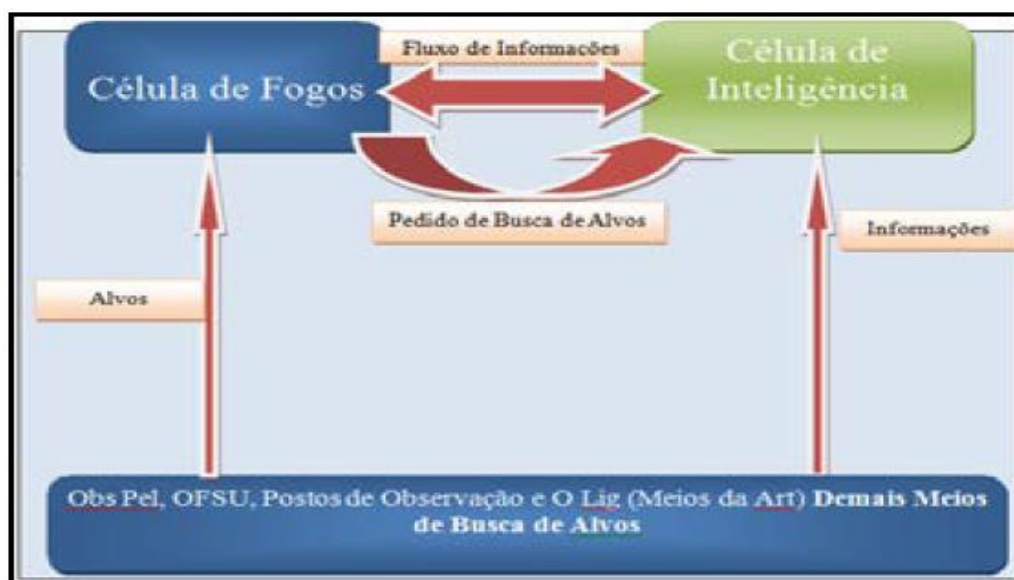 Fluxo de Informações
Célula de Fogos
Célula de
Inteligência
Pedido de Busca de Alvos
Informações
Alvos
Obs Pel, OFSU, Postos de Observação e O Lig (Meios da Art) Demais Meios
de Busca de Alvos